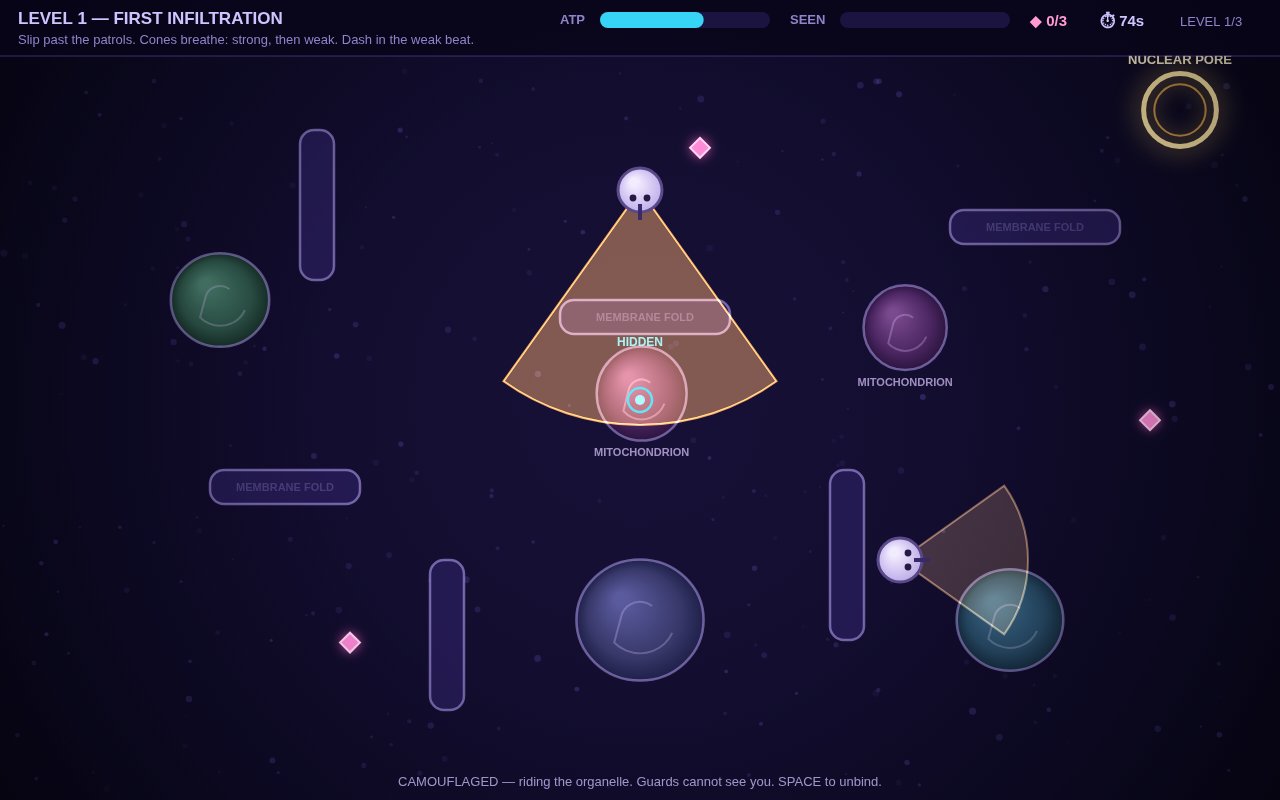 LEVEL 1 — FIRST INFILTRATION
Slip past the patrols. Cones breathe: strong, then weak. Dash in the weak beat.
ATP
SEEN
◆ 0/3
⏱ 74s
LEVEL 1/3
NUCLEAR PORE
MEMBRANE FOLD
MEMBRANE FOLD
HIDDEN
MITOCHONDRION
MITOCHONDRION
MEMBRANE FOLD
CAMOUFLAGED — riding the organelle. Guards cannot see you. SPACE to unbind.